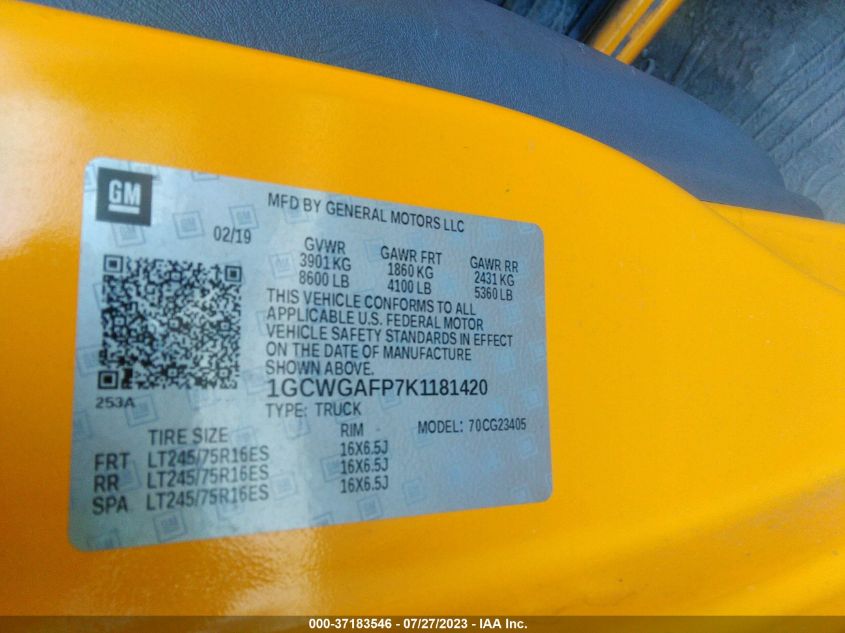 GM
MFD BY GENERAL MOTORS LLC
02/19
GVWR GAWR FRT GAWR RR
3901 KG 1860 KG 2431 KG
8600 LB 4100 LB 5360 LB
THIS VEHICLE CONFORMS TO ALL
APPLICABLE U.S. FEDERAL MOTOR
VEHICLE SAFETY STANDARDS IN EFFECT
ON THE DATE OF MANUFACTURE
SHOWN ABOVE.
253A
1GCWGAFP7K1181420
TYPE: TRUCK
MODEL: 70CG23405
TIRE SIZE RIM
FRT LT245/75R16ES 16X6.5J
RR LT245/75R16ES 16X6.5J
SPA LT245/75R16ES 16X6.5J
000-37183546 - 07/27/2023 - IAA Inc.